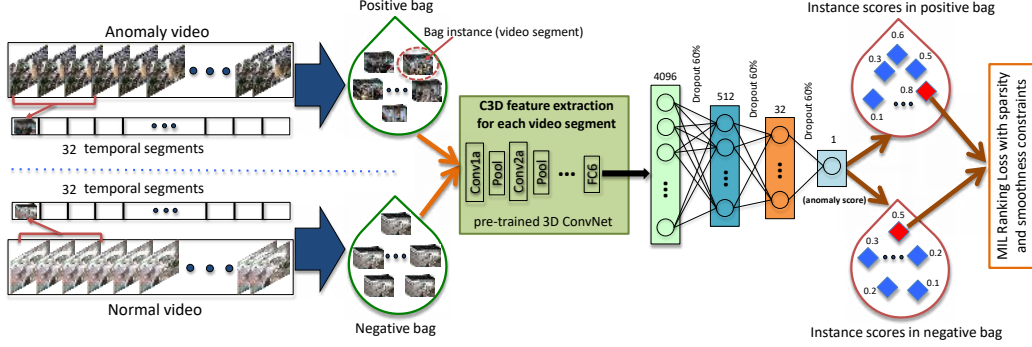 Anomaly video
32 temporal segments
32 temporal segments
Normal video
Positive bag
Bag instance (video segment)
Negative bag
C3D feature extraction
for each video segment
Conv1a
Pool
Conv2a
Pool
FC6
pre-trained 3D ConvNet
4096
Dropout 60%
512
Dropout 60%
32
Dropout 60%
1
(anomaly score)
Instance scores in positive bag
0.6
0.3
0.5
0.8
0.1
0.5
0.3
0.1
0.2
0.2
Instance scores in negative bag
MIL Ranking Loss with sparsity
and smoothness constraints